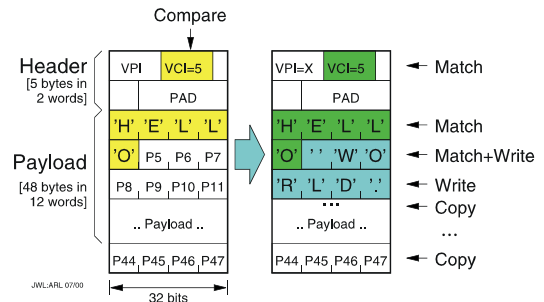 Compare
Header
[5 bytes in
2 words]
VPI VCI=5
PAD
VPI=X VCI=5
PAD
Match
Payload
[48 bytes in
12 words]
'H' 'E' 'L' 'L'
'O' P5 P6 P7
P8 P9 P10 P11
.. Payload ..
P44 P45 P46 P47
'H' 'E' 'L' 'L'
'O' ' ' 'W' 'O'
'R' 'L' 'D' '.'
...
.. Payload ..
P44 P45 P46 P47
Match
Match+Write
Write
Copy
...
Copy
JWL:ARL 07/00
32 bits